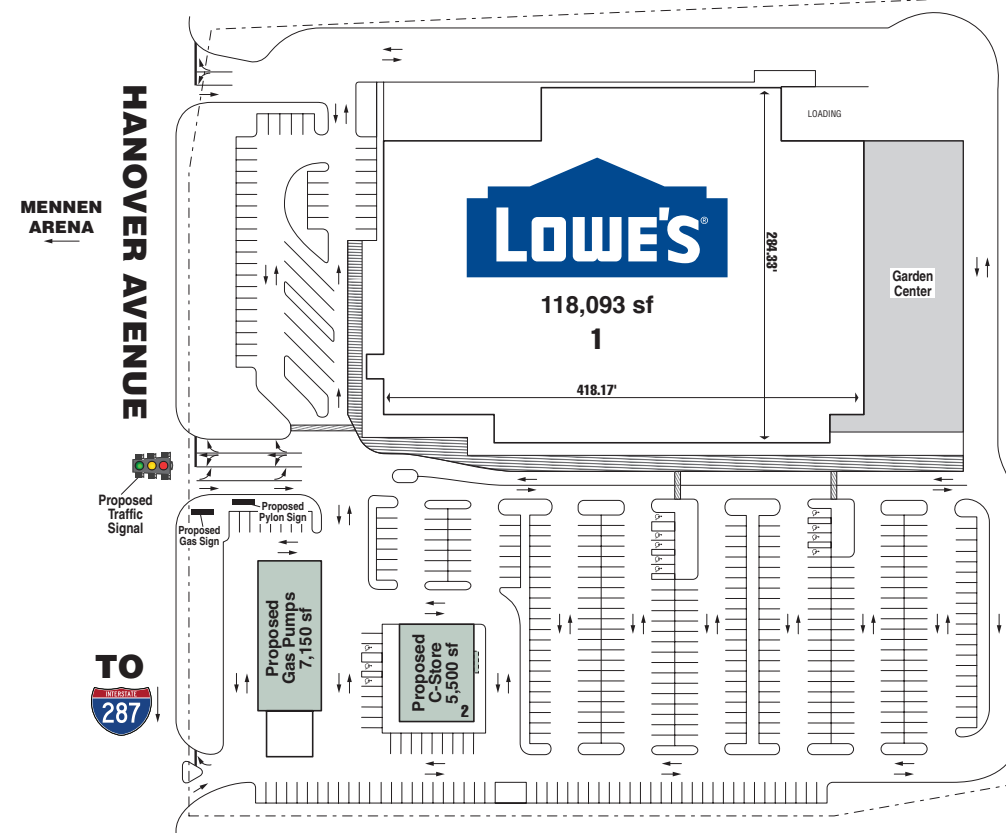 HANOVER AVENUE
MENNEN
ARENA
LOADING
LOWE'S®
118,093 sf
1
284.33'
418.17'
Garden
Center
Proposed
Traffic
Signal
Proposed
Pylon Sign
Proposed
Gas Sign
Proposed
Gas Pumps
7,150 sf
Proposed
C-Store
5,500 sf
2
TO
INTERSTATE
287